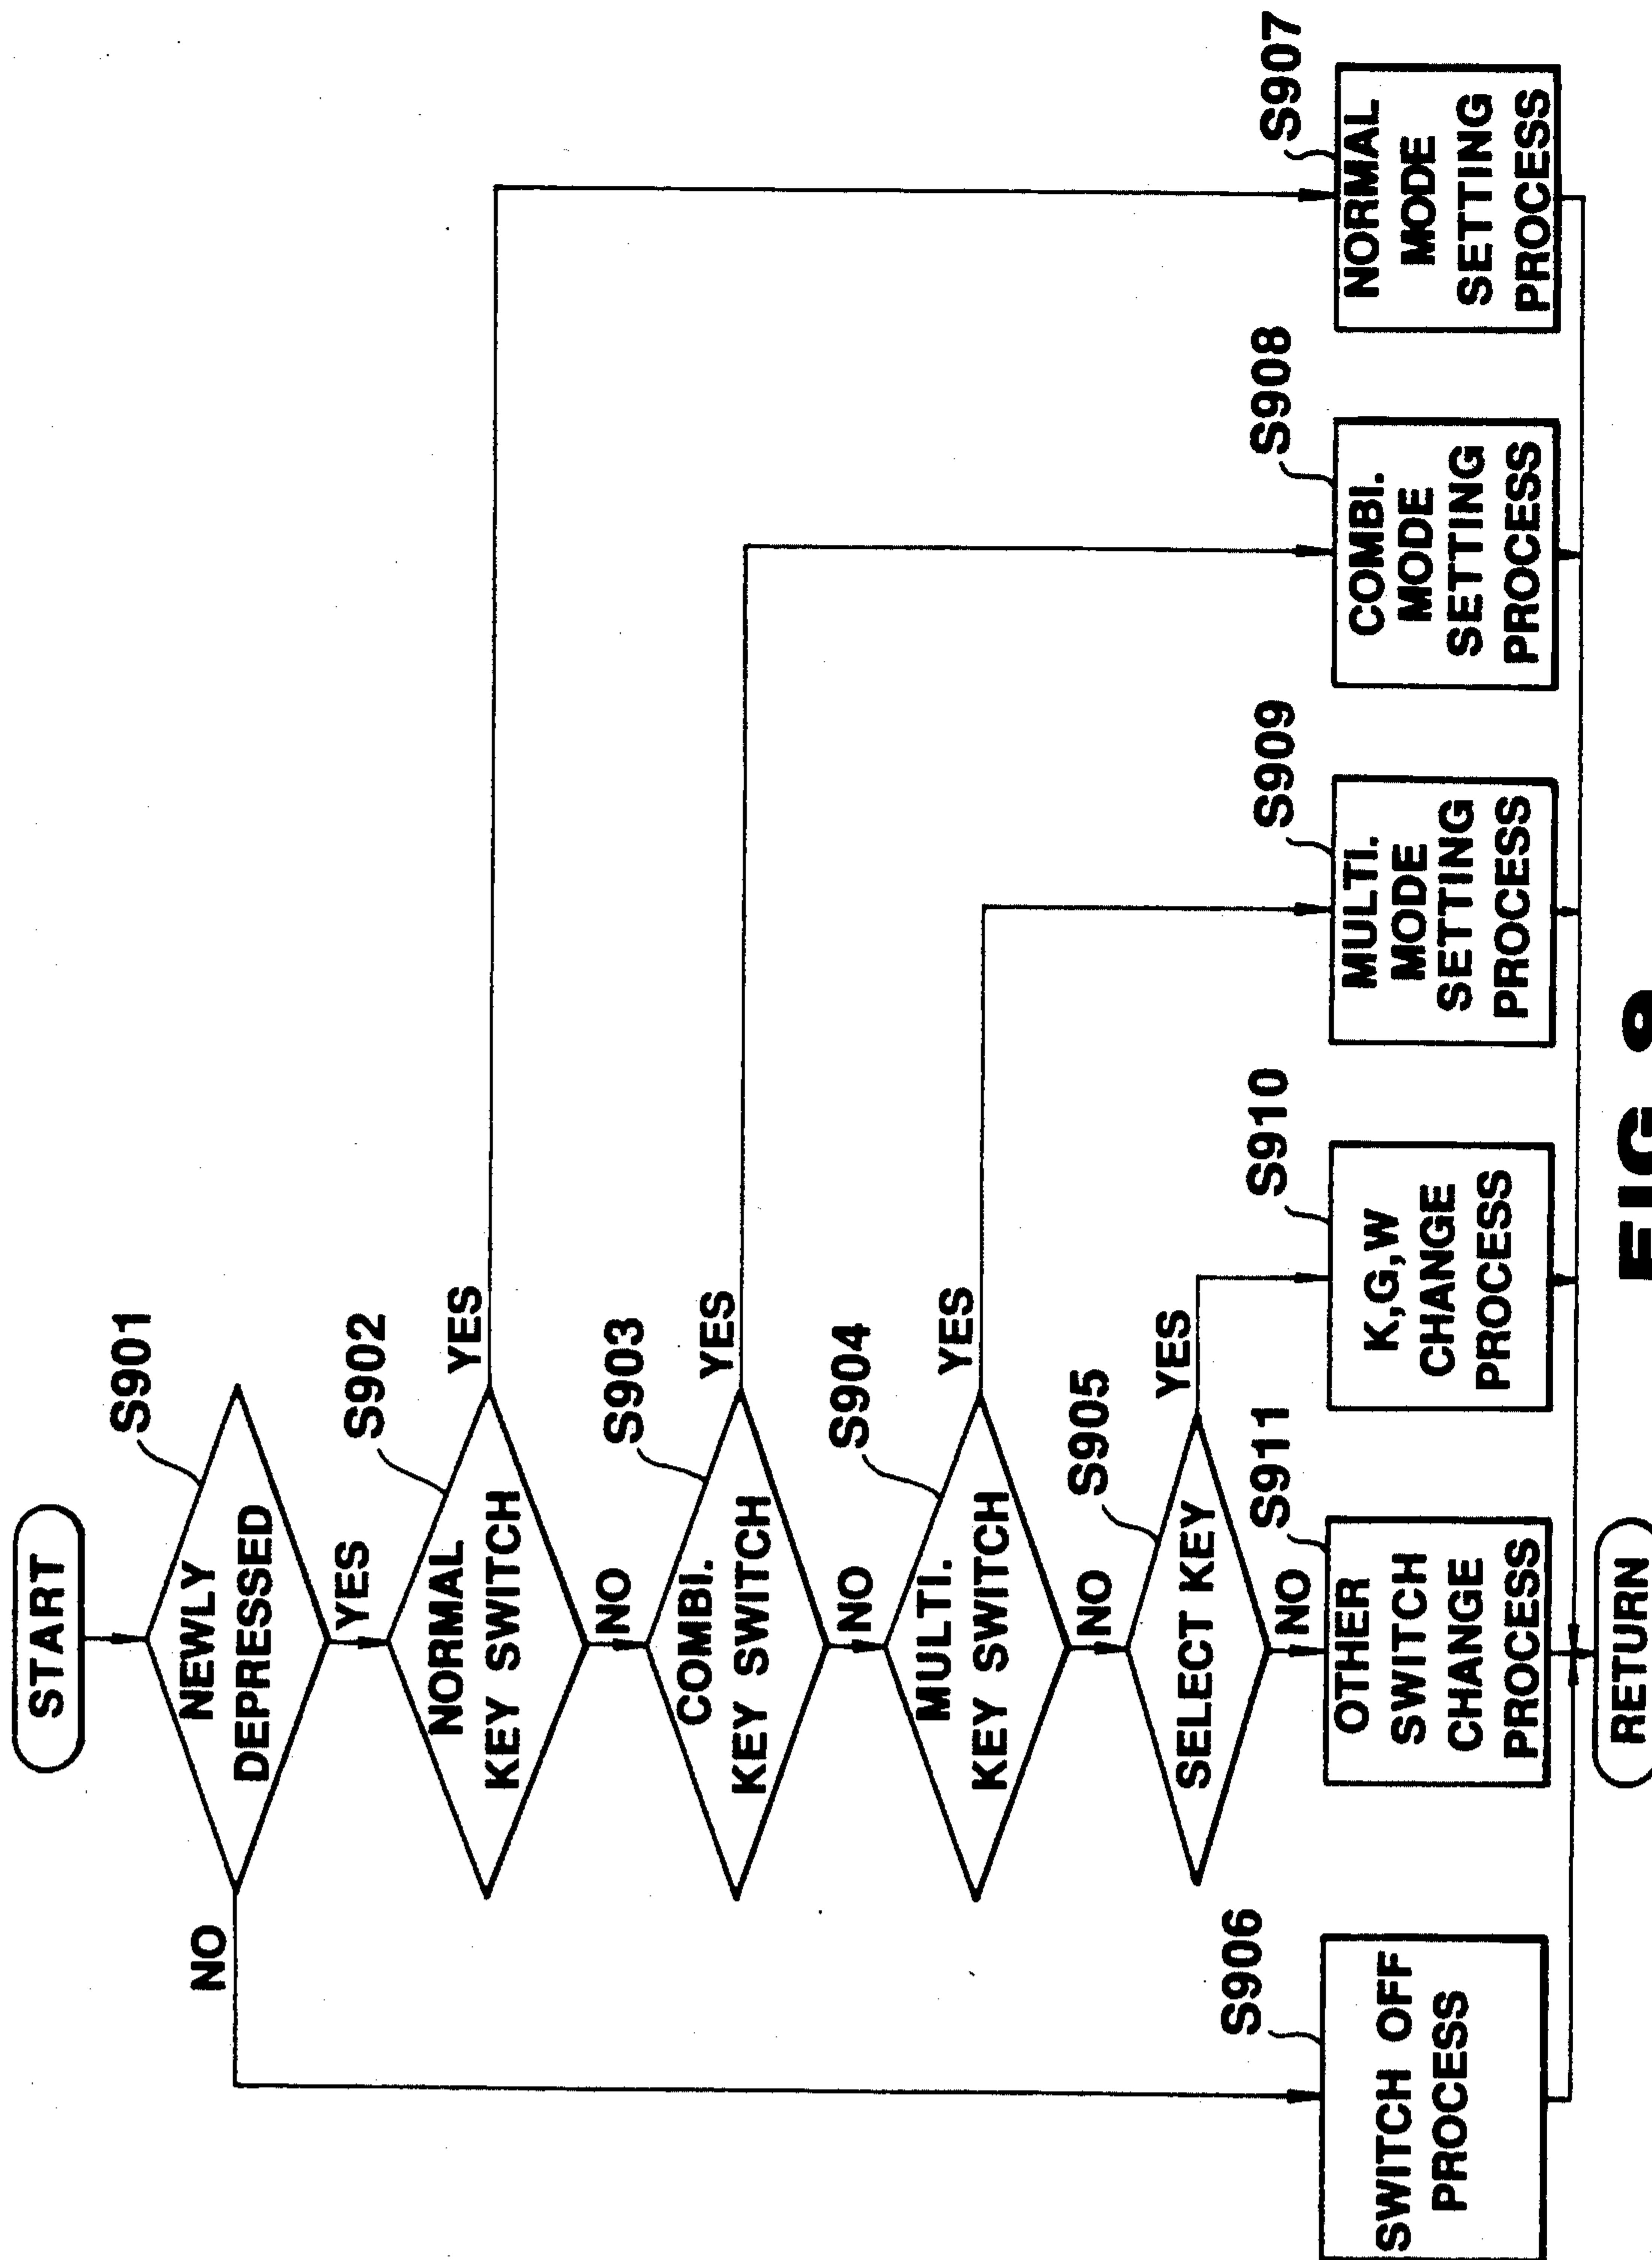 START
S901
NEWLY
DEPRESSED
NO
YES
S902
NORMAL
KEY SWITCH
YES
NO
S903
COMBI.
KEY SWITCH
YES
NO
S904
MULTI.
KEY SWITCH
YES
NO
S905
SELECT KEY
YES
NO
S906
SWITCH OFF
PROCESS
S911
OTHER
SWITCH
CHANGE
PROCESS
S910
K,G,W
CHANGE
PROCESS
S909
MULTI.
MODE
SETTING
PROCESS
S908
COMBI.
MODE
SETTING
PROCESS
S907
NORMAL
MODE
SETTING
PROCESS
RETURN
FIG.9